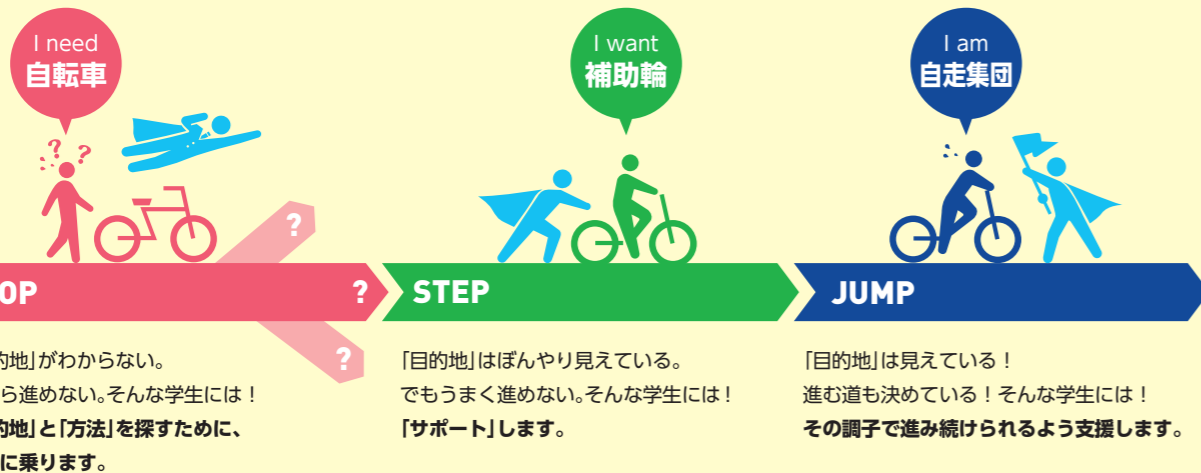 I need
自転車
I want
補助輪
I am
自走集団
? ?
?
OP ?
STEP
JUMP
?
的地」がわからない。
ら進めない。そんな学生には！
的地」と「方法」を探すために、
に乗ります。
「目的地」はぼんやり見えている。
でもうまく進めない。そんな学生には！
「サポート」します。
「目的地」は見えている！
進む道も決めている！そんな学生には！
その調子で進み続けられるよう支援します。